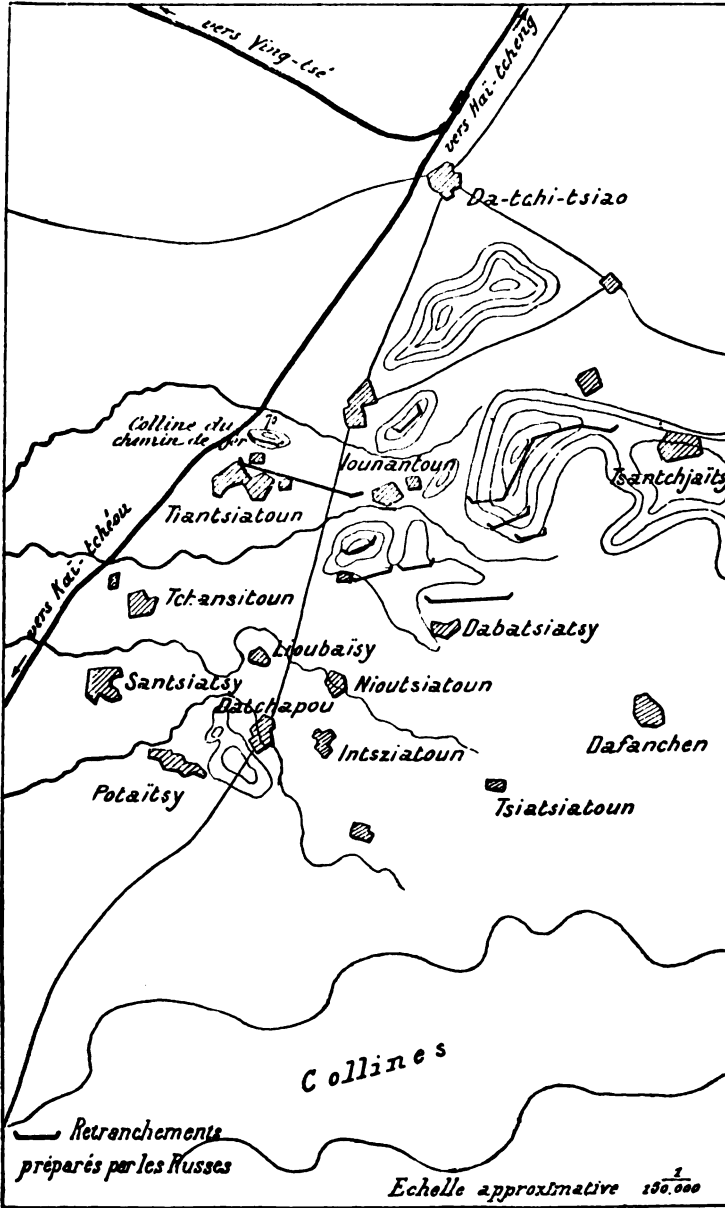 vers Ying-tsé
vers Haï-tcheng
Da-tchi-tsiao
Colline du
chemin de fer
Iounantoun
Tsantchjaïtsy
Tiantsiatoun
vers Kaï-tchéou
Tchansitoun
Dabatsiatsy
Lioubaïsy
Santsiatsy
Nioutsiatoun
Datchapou
Intsziatoun
Dafanchen
Potaïtsy
Tsiatsiatoun
Collines
Retranchements
préparés par les Russes
Echelle approximative 1/150.000